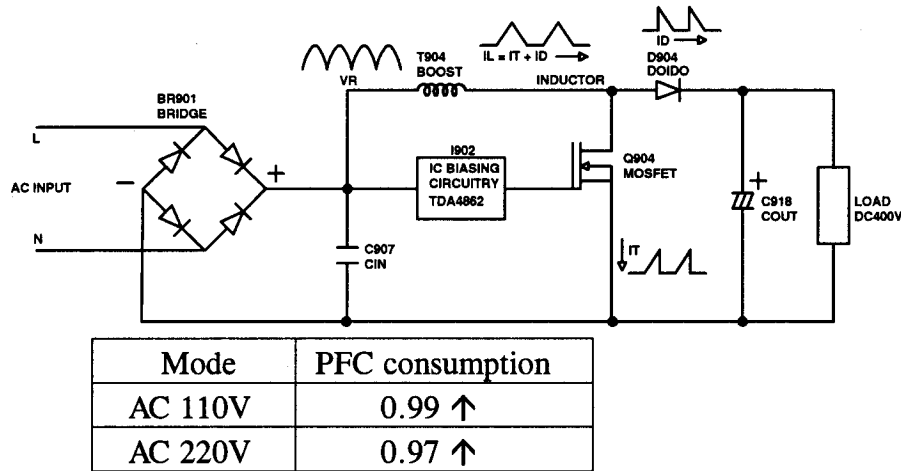 ID
T904
BOOST
IL = IT + ID
D904
DOIDO
VR
INDUCTOR
BR901
BRIDGE
L
I902
IC BIASING
CIRCUITRY
TDA4862
Q904
MOSFET
+
-
AC INPUT
+
C918
COUT
LOAD
DC400V
N
C907
CIN
IT
Mode PFC consumption
AC 110V 0.99 ↑
AC 220V 0.97 ↑